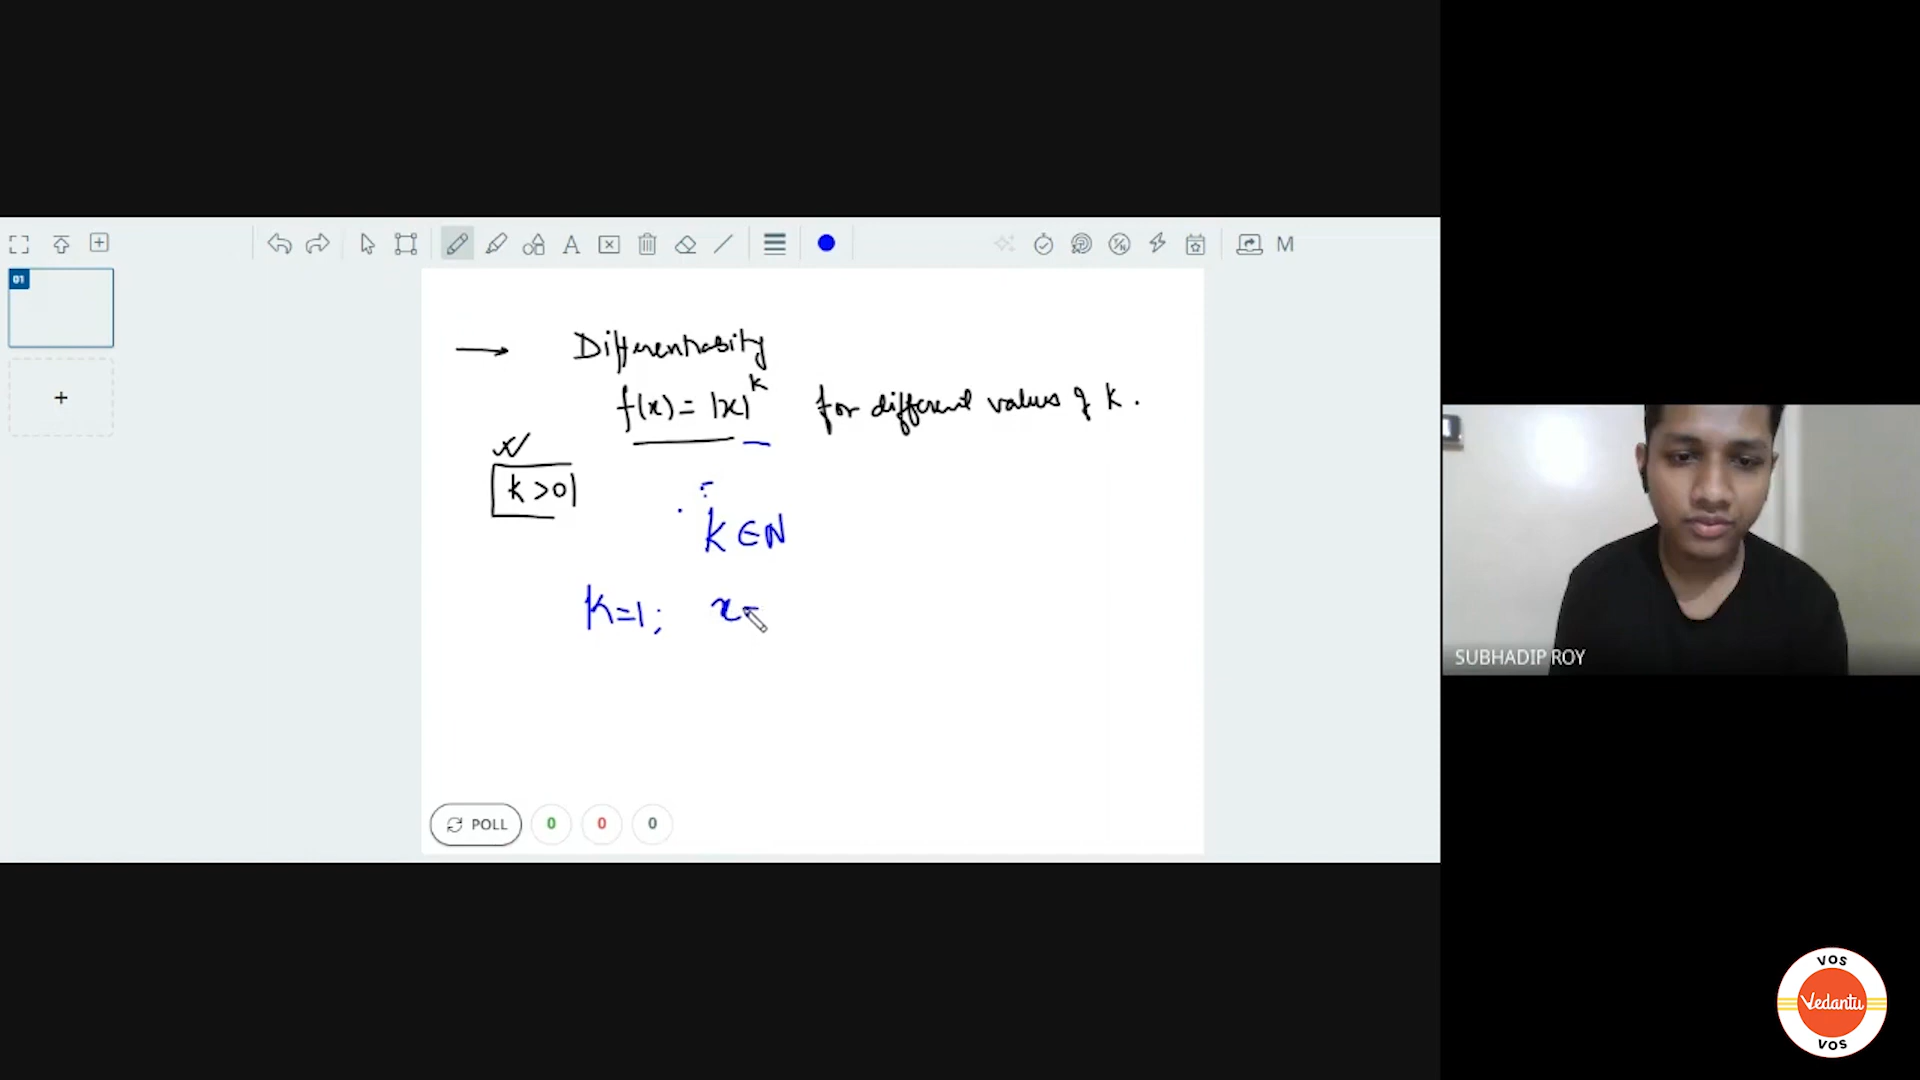 M
01
→ Differentiability
f(x) = |x|^k for different values of k.
k > 0
k ∈ N
k = 1; x
+
POLL 0 0 0
SUBHADIP ROY
VOS
Vedantu
VOS